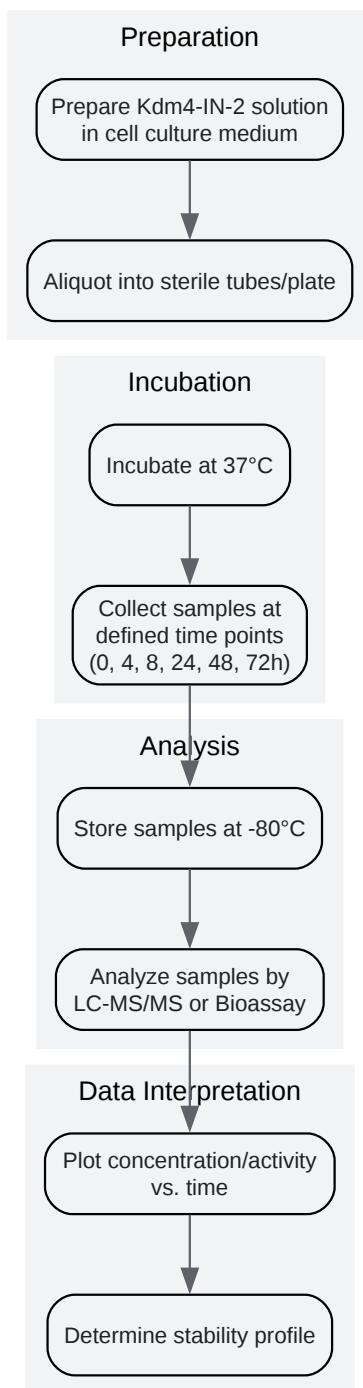 Preparation
Prepare Kdm4-IN-2 solution
in cell culture medium
Aliquot into sterile tubes/plate
Incubation
Incubate at 37°C
Collect samples at
defined time points
(0, 4, 8, 24, 48, 72h)
Analysis
Store samples at -80°C
Analyze samples by
LC-MS/MS or Bioassay
Data Interpretation
Plot concentration/activity
vs. time
Determine stability profile